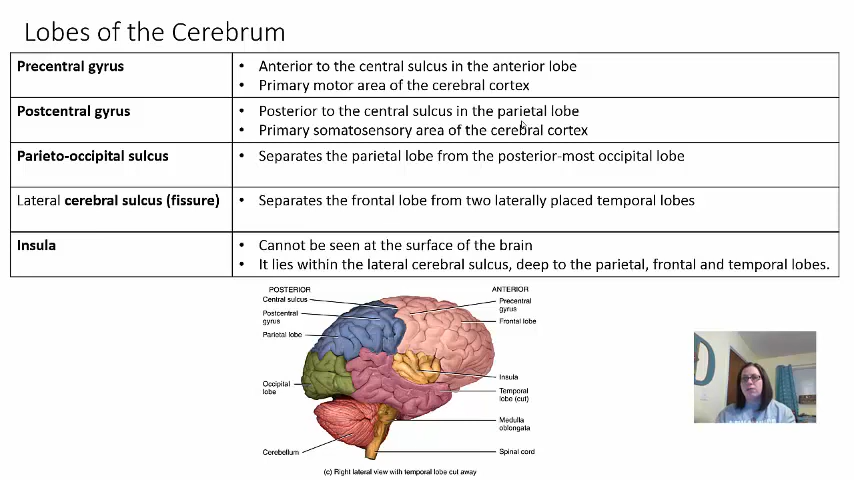 Lobes of the Cerebrum
Precentral gyrus
• Anterior to the central sulcus in the anterior lobe
• Primary motor area of the cerebral cortex
Postcentral gyrus
• Posterior to the central sulcus in the parietal lobe
• Primary somatosensory area of the cerebral cortex
Parieto-occipital sulcus
• Separates the parietal lobe from the posterior-most occipital lobe
Lateral cerebral sulcus (fissure)
• Separates the frontal lobe from two laterally placed temporal lobes
Insula
• Cannot be seen at the surface of the brain
• It lies within the lateral cerebral sulcus, deep to the parietal, frontal and temporal lobes.
POSTERIOR
Central sulcus
Postcentral
gyrus
Parietal lobe
Occipital
lobe
Cerebellum
ANTERIOR
Precentral
gyrus
Frontal lobe
Insula
Temporal
lobe (cut)
Medulla
oblongata
Spinal cord
(c) Right lateral view with temporal lobe cut away